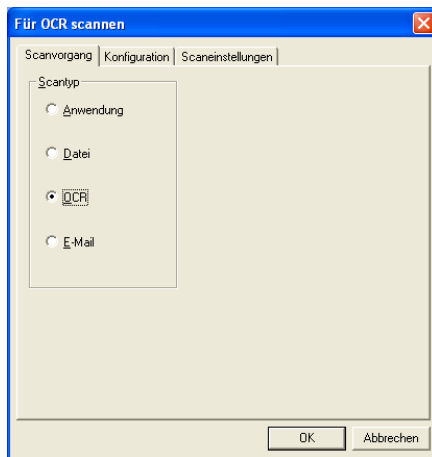 Für OCR scannen
Scanvorgang Konfiguration Scaneinstellungen
Scantyp
Anwendung
Datei
OCR
E-Mail
OK Abbrechen